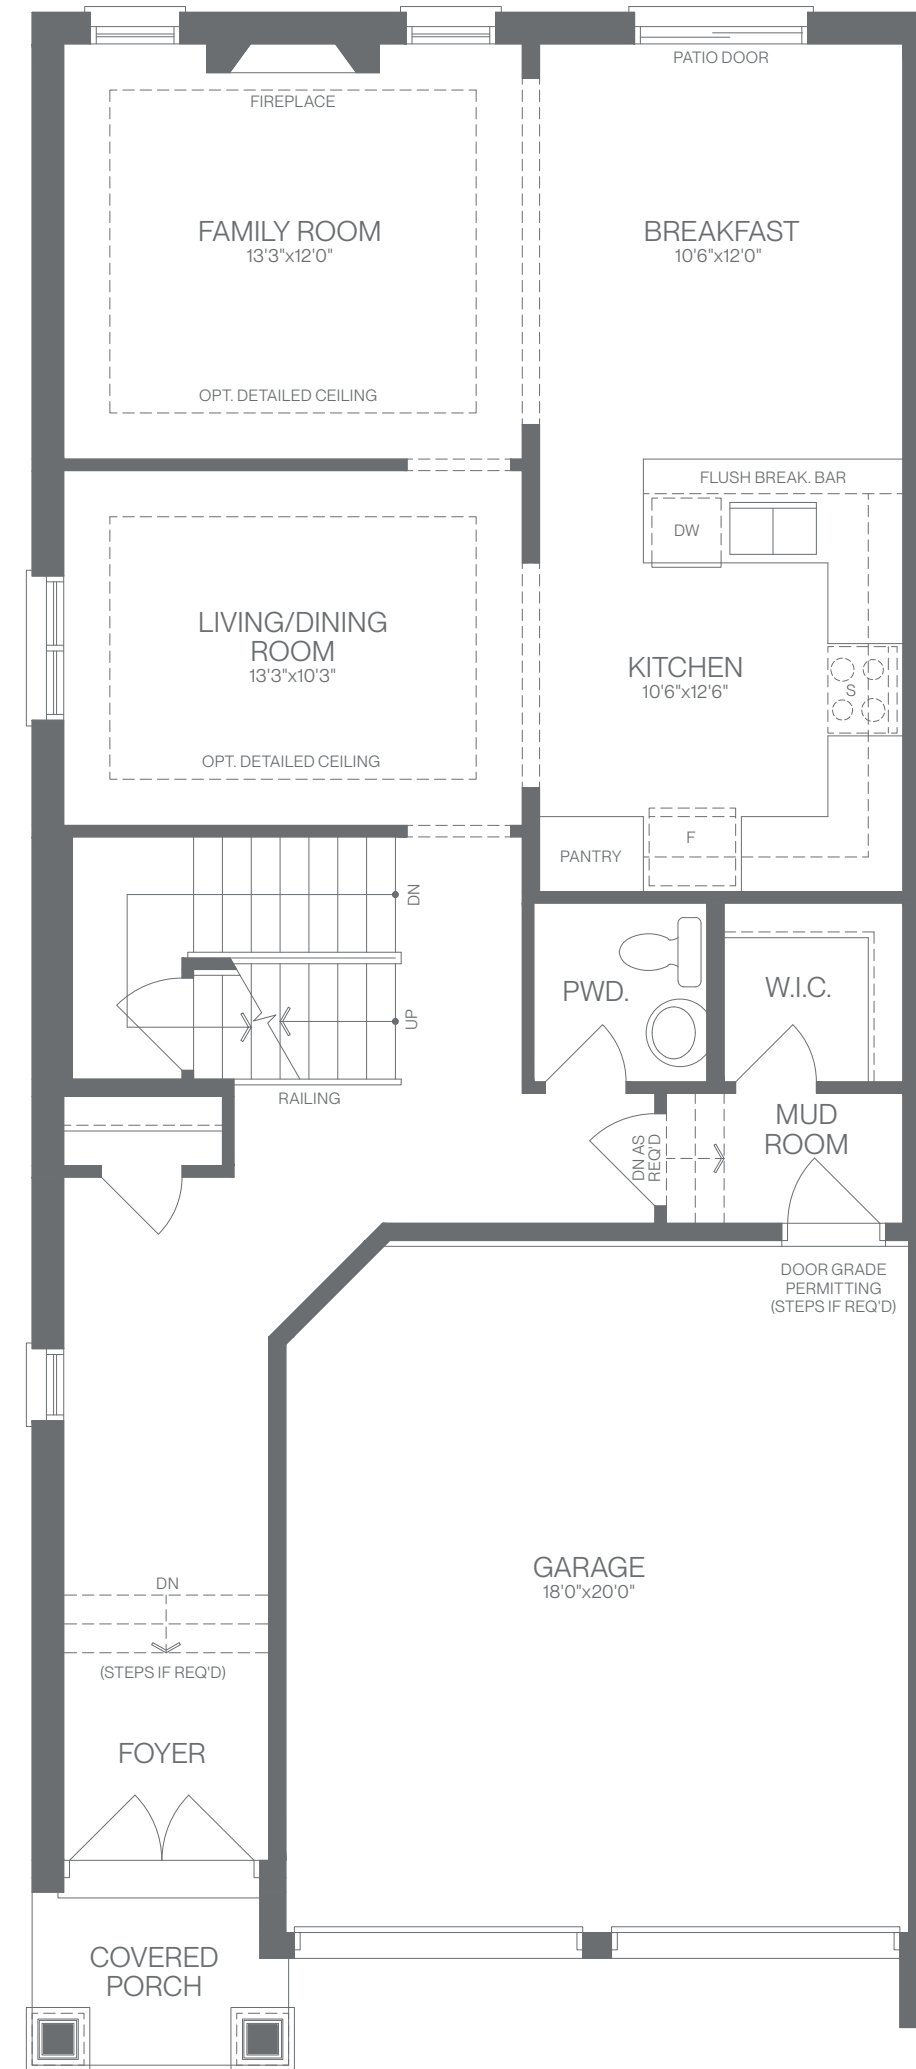 PATIO DOOR
FIREPLACE
FAMILY ROOM
13'3"x12'0"
BREAKFAST
10'6"x12'0"
OPT. DETAILED CEILING
FLUSH BREAK. BAR
DW
LIVING/DINING
ROOM
13'3"x10'3"
KITCHEN
10'6"x12'6"
S
OPT. DETAILED CEILING
F
PANTRY
DN
UP
RAILING
PWD.
W.I.C.
MUD
ROOM
DN AS
REQ'D
DOOR GRADE
PERMITTING
(STEPS IF REQ'D)
GARAGE
18'0"x20'0"
DN
(STEPS IF REQ'D)
FOYER
COVERED
PORCH